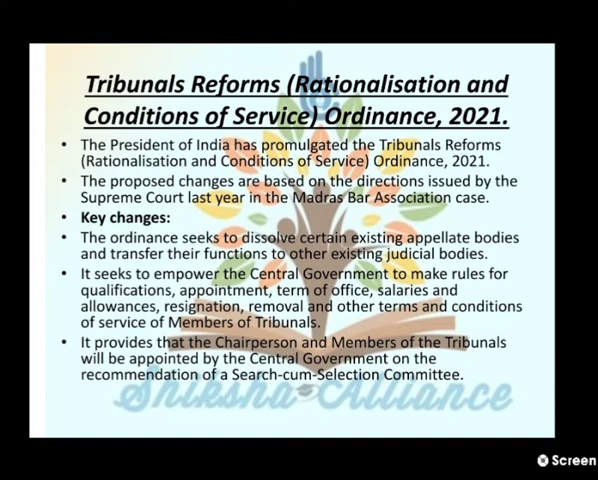 Tribunals Reforms (Rationalisation and
Conditions of Service) Ordinance, 2021.
• The President of India has promulgated the Tribunals Reforms
(Rationalisation and Conditions of Service) Ordinance, 2021.
• The proposed changes are based on the directions issued by the
Supreme Court last year in the Madras Bar Association case.
• Key changes:
• The ordinance seeks to dissolve certain existing appellate bodies
and transfer their functions to other existing judicial bodies.
• It seeks to empower the Central Government to make rules for
qualifications, appointment, term of office, salaries and
allowances, resignation, removal and other terms and conditions
of service of Members of Tribunals.
• It provides that the Chairperson and Members of the Tribunals
will be appointed by the Central Government on the
recommendation of a Search-cum-Selection Committee.
Shiksha Alliance
Screen